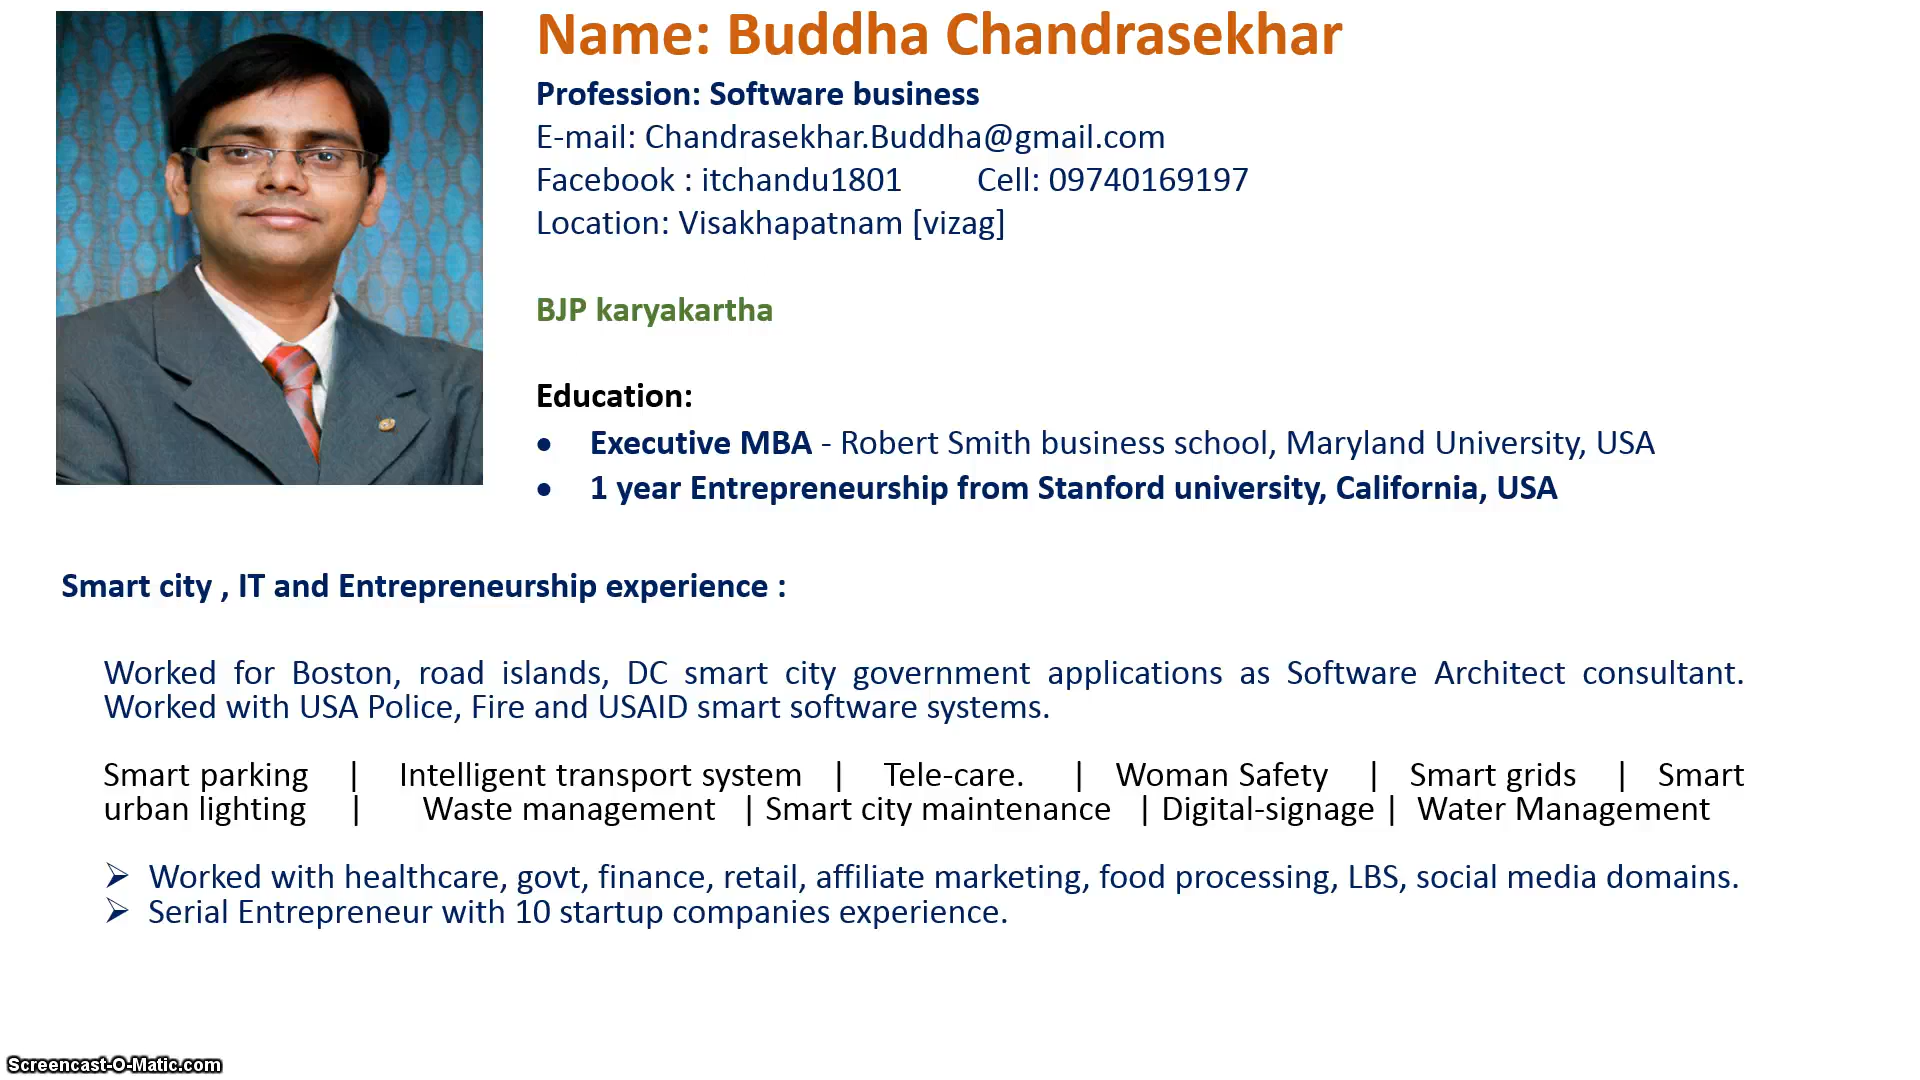 Name: Buddha Chandrasekhar
Profession: Software business
E-mail: Chandrasekhar.Buddha@gmail.com
Facebook : itchandu1801 Cell: 09740169197
Location: Visakhapatnam [vizag]
BJP karyakartha
Education:
• Executive MBA - Robert Smith business school, Maryland University, USA
• 1 year Entrepreneurship from Stanford university, California, USA
Smart city , IT and Entrepreneurship experience :
Worked for Boston, road islands, DC smart city government applications as Software Architect consultant.
Worked with USA Police, Fire and USAID smart software systems.
Smart parking | Intelligent transport system | Tele-care. | Woman Safety | Smart grids | Smart
urban lighting | Waste management | Smart city maintenance | Digital-signage | Water Management
➢ Worked with healthcare, govt, finance, retail, affiliate marketing, food processing, LBS, social media domains.
➢ Serial Entrepreneur with 10 startup companies experience.
Screencast-O-Matic.com